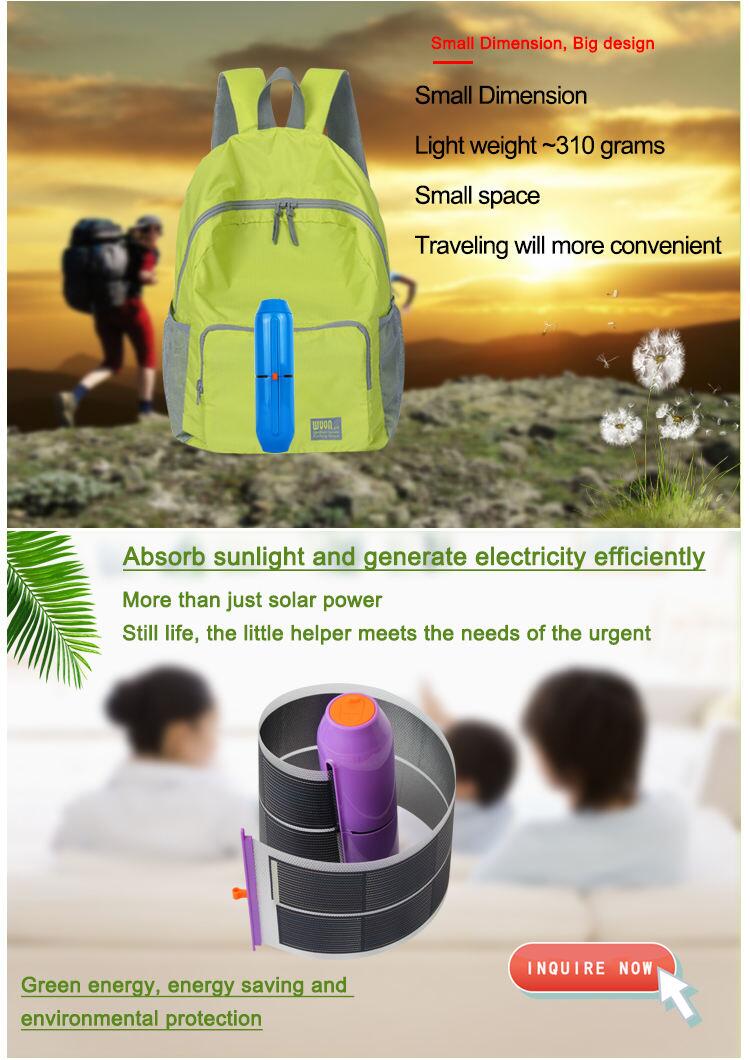 Small Dimension, Big design
Small Dimension
Light weight ~310 grams
Small space
Traveling will more convenient
WUON
Absorb sunlight and generate electricity efficiently
More than just solar power
Still life, the little helper meets the needs of the urgent
INQUIRE NOW
Green energy, energy saving and
environmental protection